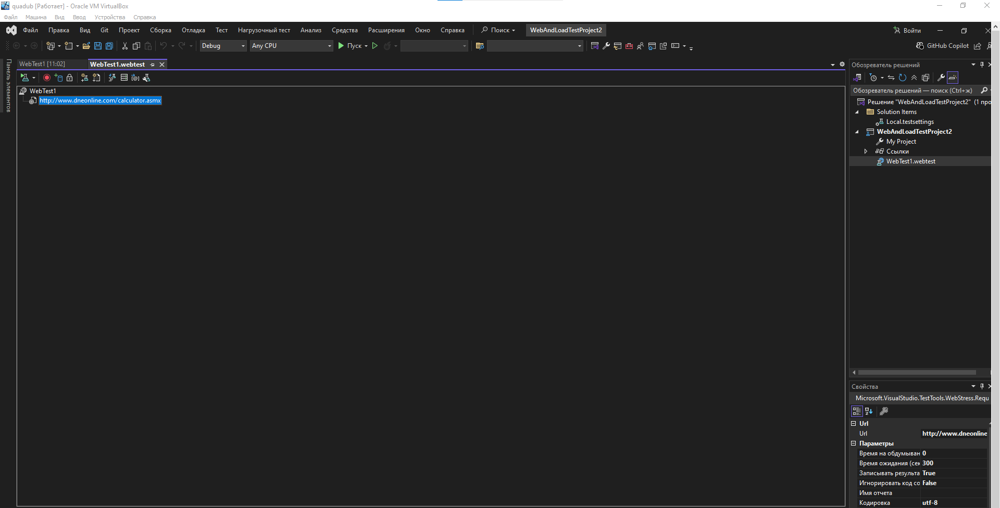 quadub [Работает] - Oracle VM VirtualBox
Файл Машина Вид Ввод Устройства Справка
Файл Правка Вид Git Проект Сборка Отладка Тест Нагрузочный тест Анализ Средства Расширения Окно Справка Поиск WebAndLoadTestProject2 Войти
Debug Any CPU Пуск GitHub Copilot
Панель элементов
WebTest1 [11:02] WebTest1.webtest
WebTest1
http://www.dneonline.com/calculator.asmx
Обозреватель решений
Обозреватель решений — поиск (Ctrl+ж)
Решение "WebAndLoadTestProject2" (1 про
Solution Items
Local.testsettings
WebAndLoadTestProject2
My Project
Ссылки
WebTest1.webtest
Свойства
Microsoft.VisualStudio.TestTools.WebStress.Requ
Url
Url http://www.dneonline
Параметры
Время на обдумыван 0
Время ожидания (сек 300
Записывать результа True
Игнорировать код со False
Имя отчета
Кодировка utf-8